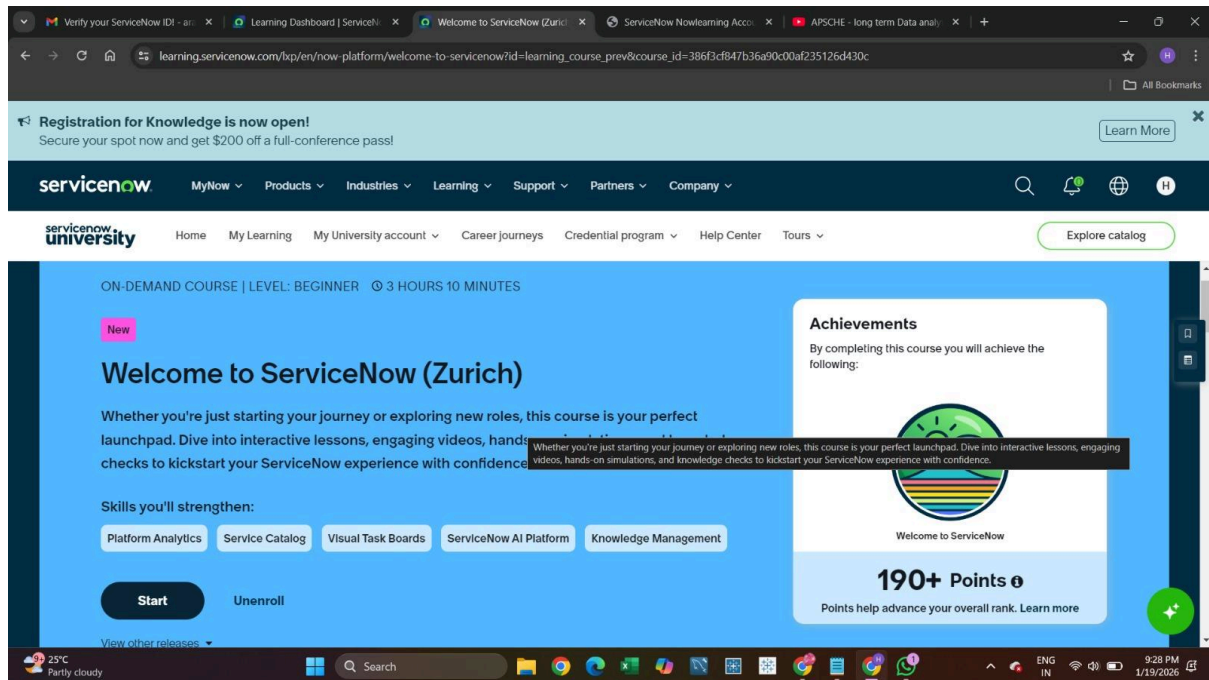 Verify your ServiceNow ID! - ara
Learning Dashboard | ServiceN
Welcome to ServiceNow (Zurich
ServiceNow Nowlearning Acco
APSCHE - long term Data analy
learning.servicenow.com/lxp/en/now-platform/welcome-to-servicenow?id=learning_course_prev&course_id=386f3cf847b36a90c00af235126d430c
H
All Bookmarks
Registration for Knowledge is now open!
Secure your spot now and get $200 off a full-conference pass!
Learn More
servicenow
MyNow
Products
Industries
Learning
Support
Partners
Company
H
servicenow
university
Home
My Learning
My University account
Career journeys
Credential program
Help Center
Tours
Explore catalog
ON-DEMAND COURSE | LEVEL: BEGINNER 3 HOURS 10 MINUTES
New
Welcome to ServiceNow (Zurich)
Whether you're just starting your journey or exploring new roles, this course is your perfect
launchpad. Dive into interactive lessons, engaging videos, hands
checks to kickstart your ServiceNow experience with confidence
Whether you're just starting your journey or exploring new roles, this course is your perfect launchpad. Dive into interactive lessons, engaging
videos, hands-on simulations, and knowledge checks to kickstart your ServiceNow experience with confidence.
Skills you'll strengthen:
Platform Analytics
Service Catalog
Visual Task Boards
ServiceNow AI Platform
Knowledge Management
Start
Unenroll
View other releases
Achievements
By completing this course you will achieve the
following:
Welcome to ServiceNow
190+ Points
Points help advance your overall rank. Learn more
25°C
Partly cloudy
Search
ENG
IN
9:28 PM
1/19/2026